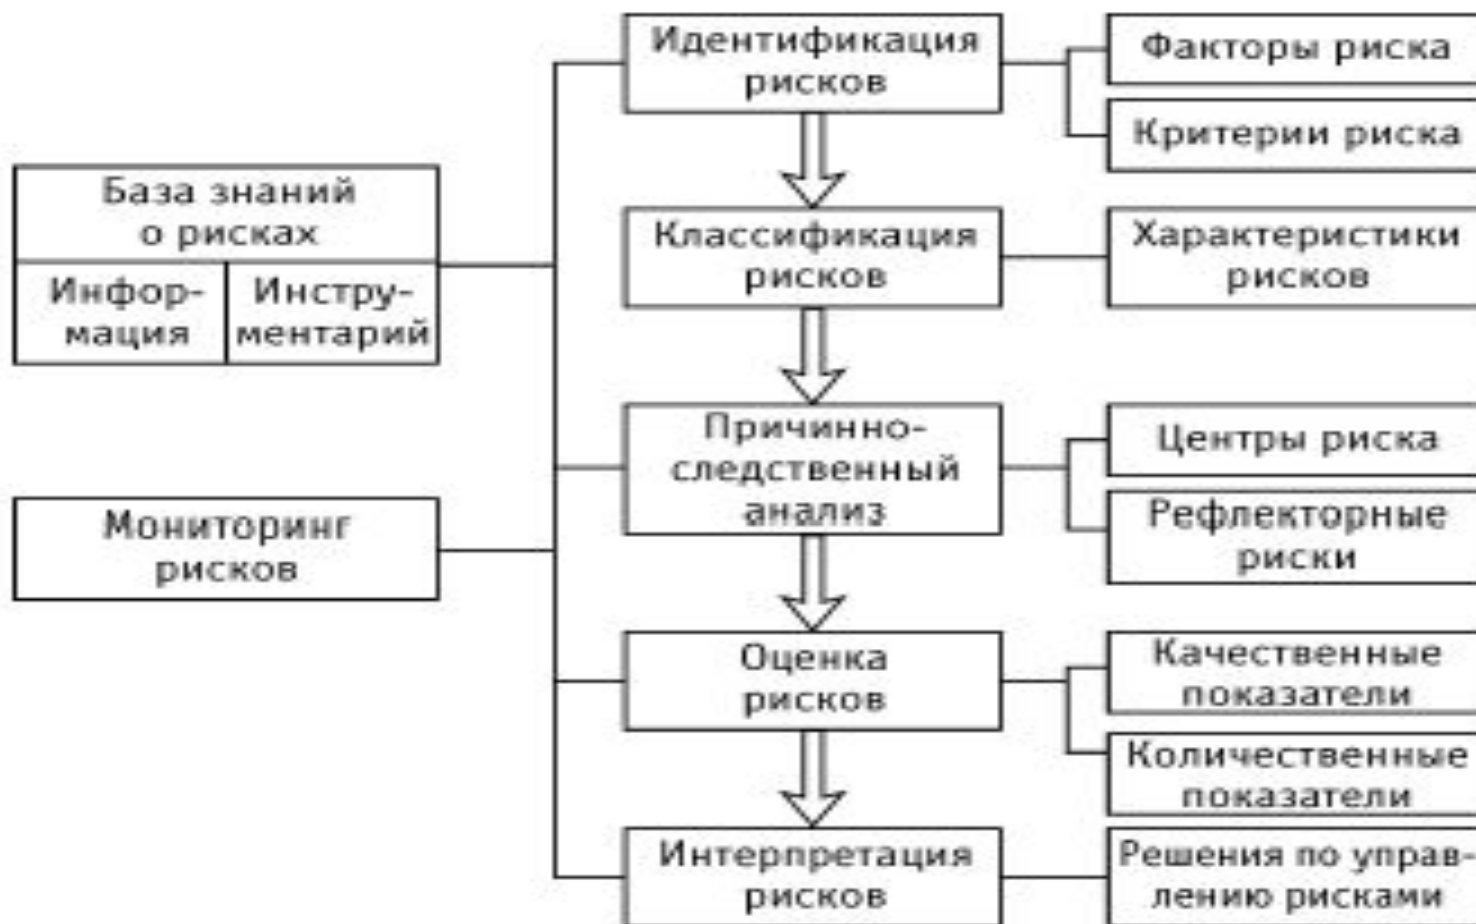 Идентификация
рисков
Факторы риска
Критерии риска
База знаний
о рисках
Инфор-
мация
Инстру-
ментарий
Классификация
рисков
Характеристики
рисков
Причинно-
следственный
анализ
Центры риска
Рефлекторные
риски
Мониторинг
рисков
Оценка
рисков
Качественные
показатели
Количественные
показатели
Интерпретация
рисков
Решения по управ-
лению рисками